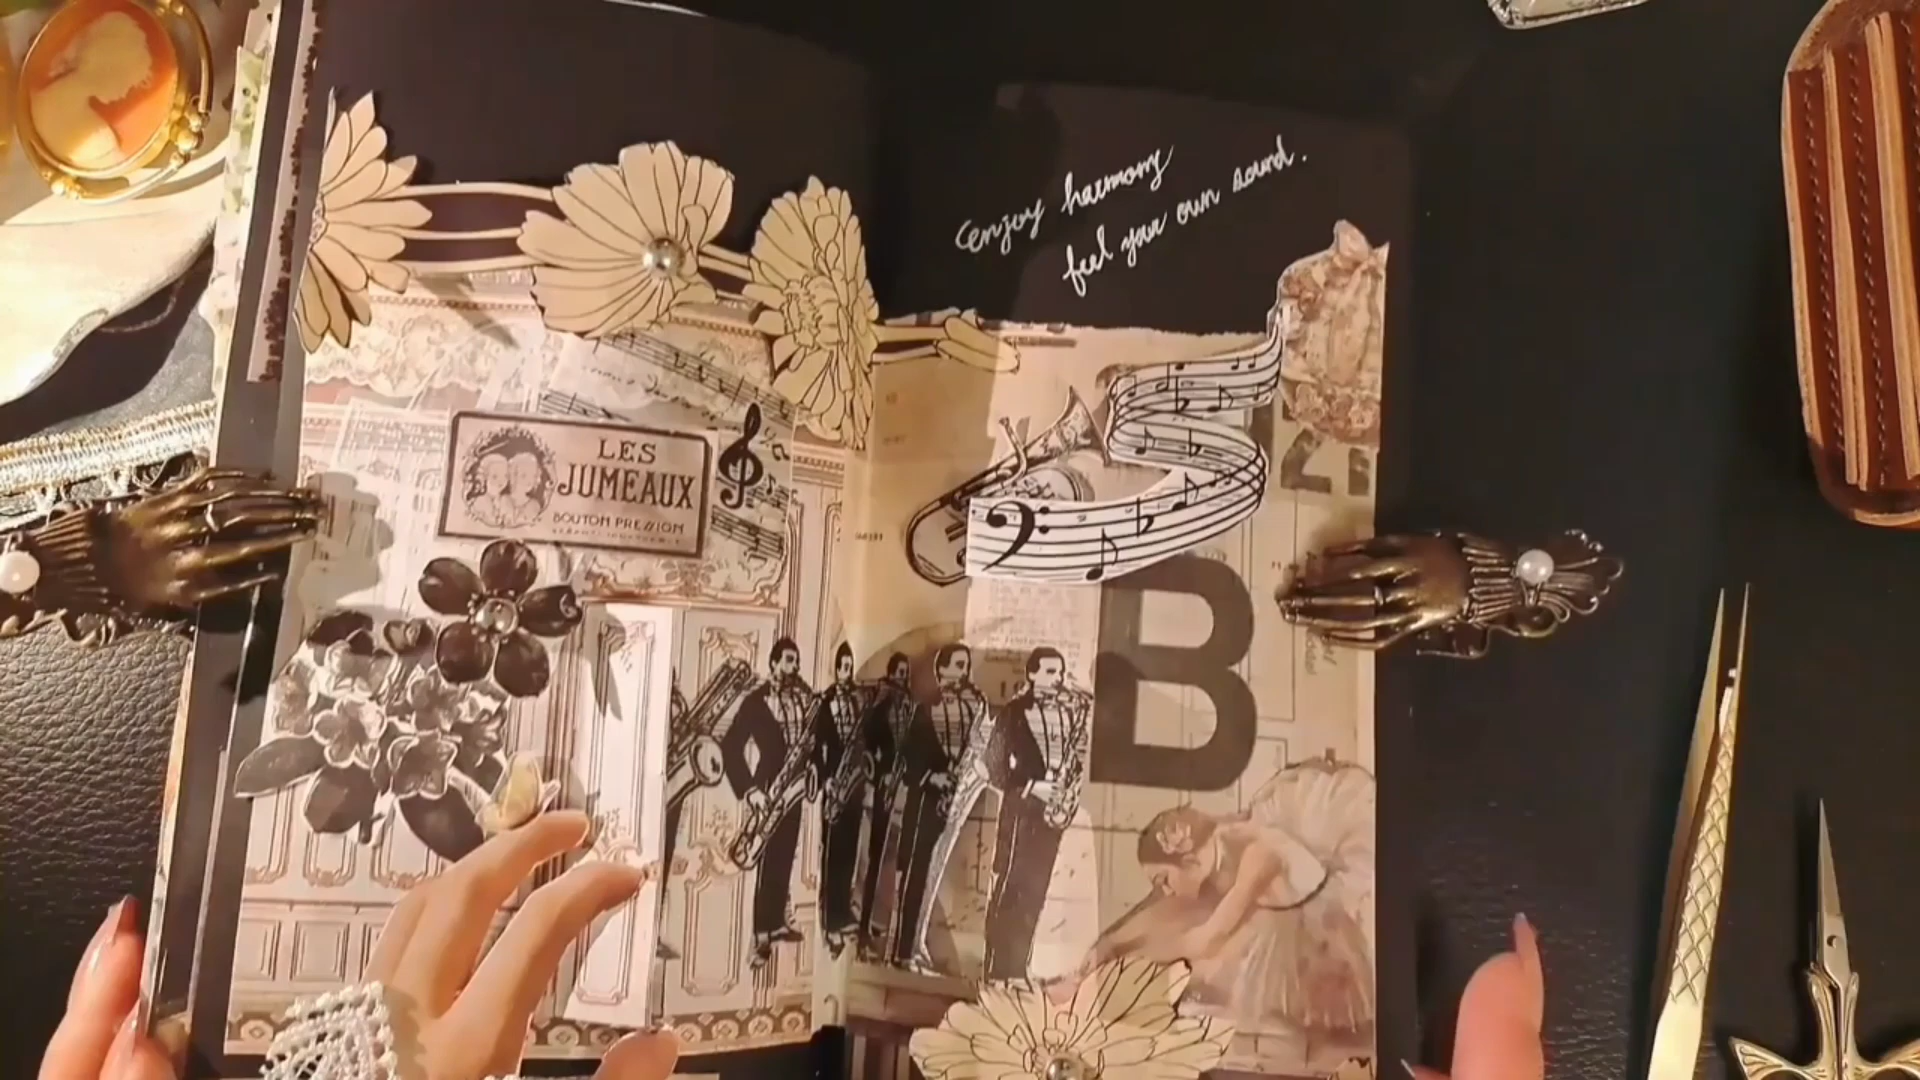 enjoy harmony
feel your own sound.
LES
JUMEAUX
BOUTON PRESSION
B